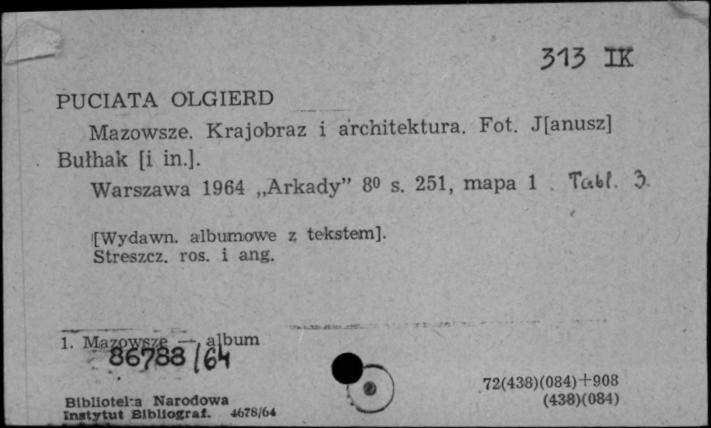 313 IK
PUCIATA OLGIERD
Mazowsze. Krajobraz i architektura. Fot. J[anusz]
Bułhak [i in.].
Warszawa 1964 „Arkady” 8⁰ s. 251, mapa 1. Tabl. 3.
[Wydawn. albumowe z tekstem].
Streszcz. ros. i ang.
1. Mazowsze — album
86788/64
72(438)(084)+908
(438)(084)
Biblioteka Narodowa
Instytut Bibliograf. 4678/64